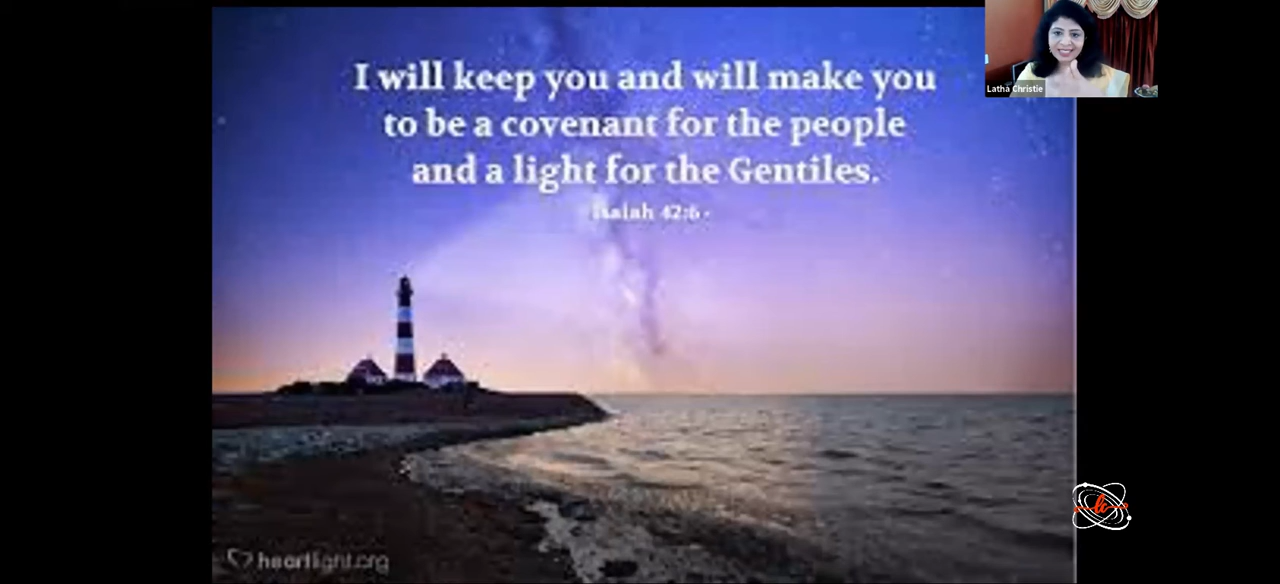 I will keep you and will make you
to be a covenant for the people
and a light for the Gentiles.
Isaiah 42:6 -
heartlight.org
Latha Christie